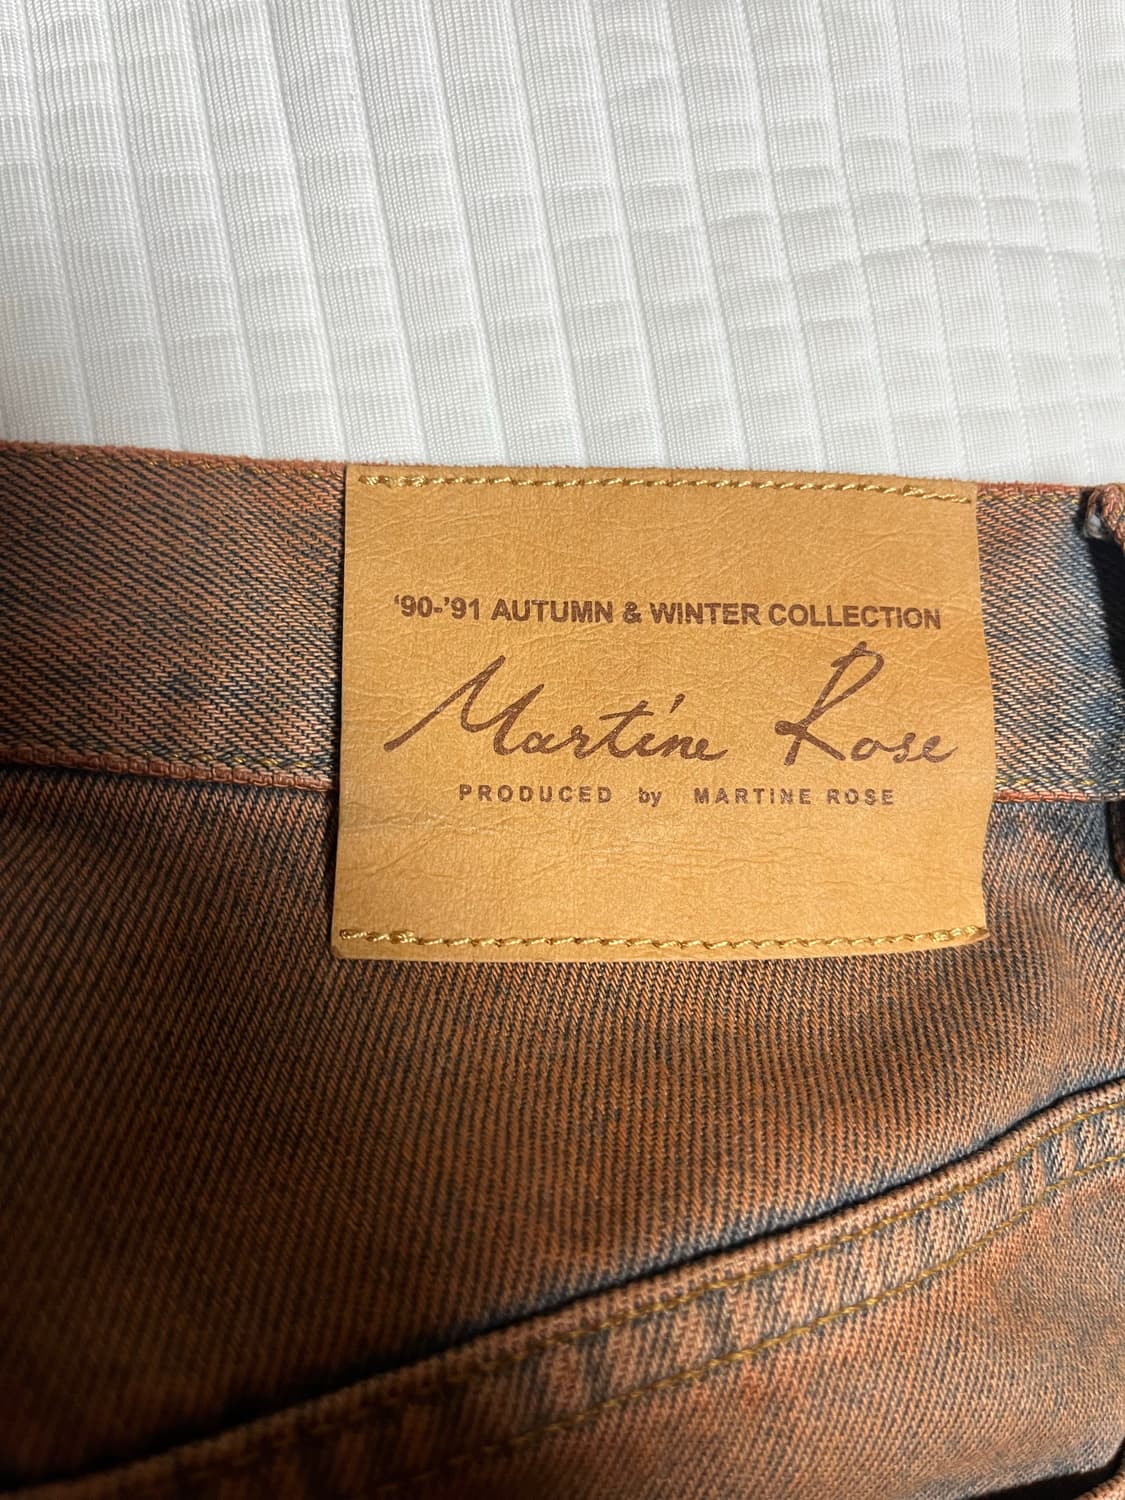 ‘90-’91 AUTUMN & WINTER COLLECTION
Martine Rose
PRODUCED by MARTINE ROSE